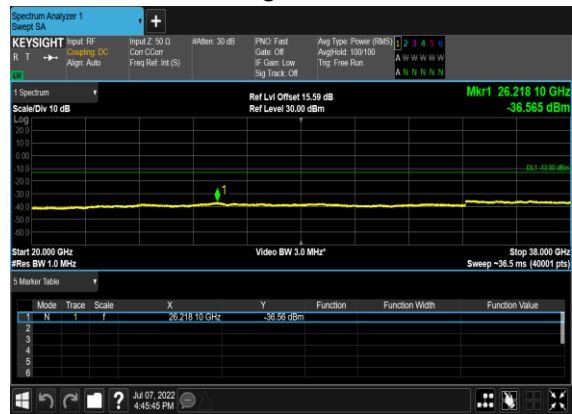 Spectrum Analyzer 1
Swept SA
+
KEYSIGHT Input: RF Input Z: 50 Ω #Atten: 30 dB PNO: Fast Avg Type: Power (RMS) 1 2 3 4 5 6
R T Coupling: DC Corr CCorr Gate: Off Avg|Hold: 100/100 A W W W W W
Align: Auto Freq Ref: Int (S) IF Gain: Low Trig: Free Run
Sig Track: Off A N N N N N
1 Spectrum Ref Lvl Offset 15.59 dB Mkr1 26.218 10 GHz
Scale/Div 10 dB Ref Level 30.00 dBm -36.565 dBm
Log
20.0
10.0
0.00
-10.0 DL1 -13.00 dBm
-20.0
-30.0 1
-40.0
-50.0
-60.0
Start 20.000 GHz Video BW 3.0 MHz* Stop 38.000 GHz
#Res BW 1.0 MHz Sweep ~36.5 ms (40001 pts)
5 Marker Table
Mode Trace Scale X Y Function Function Width Function Value
1 N 1 f 26.218 10 GHz -36.56 dBm
2
3
4
5
6
? Jul 07, 2022
4:45:45 PM